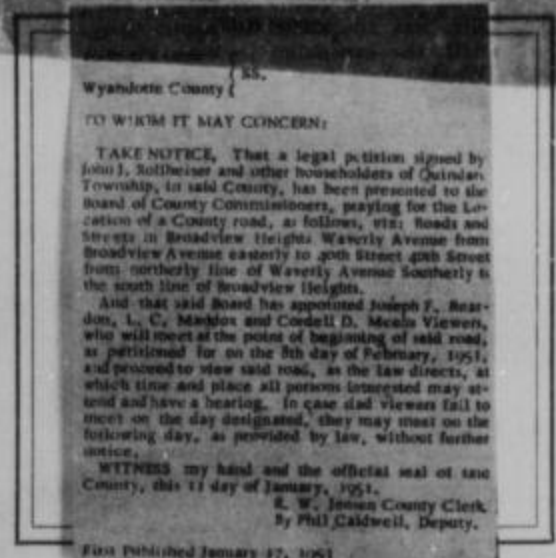 SS.
Wyandotte County
TO WHOM IT MAY CONCERN:
TAKE NOTICE, That a legal petition signed by
John J. Sollheiser and other householders of Quindaro
Township, in said County, has been presented to the
Board of County Commissioners, praying for the Lo-
cation of a County road, as follows, viz: Roads and
Streets in Broadview Heights Waverly Avenue from
Broadview Avenue easterly to 40th Street 40th Street
from northerly line of Waverly Avenue Southerly to
the south line of Broadview Heights.
And that said Board has appointed Joseph F. Rear-
don, L. C. Maddox and Cordell D. Meeks Viewers,
who will meet at the point of beginning of said road,
as petitioned for on the 8th day of February, 1951,
and proceed to view said road, as the law directs, at
which time and place all persons interested may at-
tend and have a hearing. In case siad viewers fail to
meet on the day designated, they may meet on the
following day, as provided by law, without further
notice.
WITNESS my hand and the official seal of said
County, this 11 day of January, 1951.
E. W. Jensen County Clerk
By Phil Caldwell, Deputy.
First Published January 17, 1951